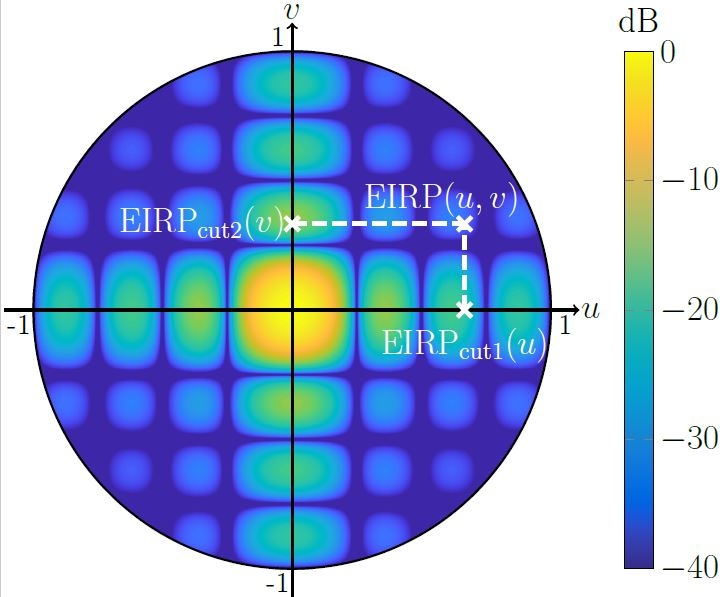 v
1
dB
0
EIRP(u, v)
−10
EIRPcut2(v)
-1
u
1
−20
EIRPcut1(u)
−30
-1
−40